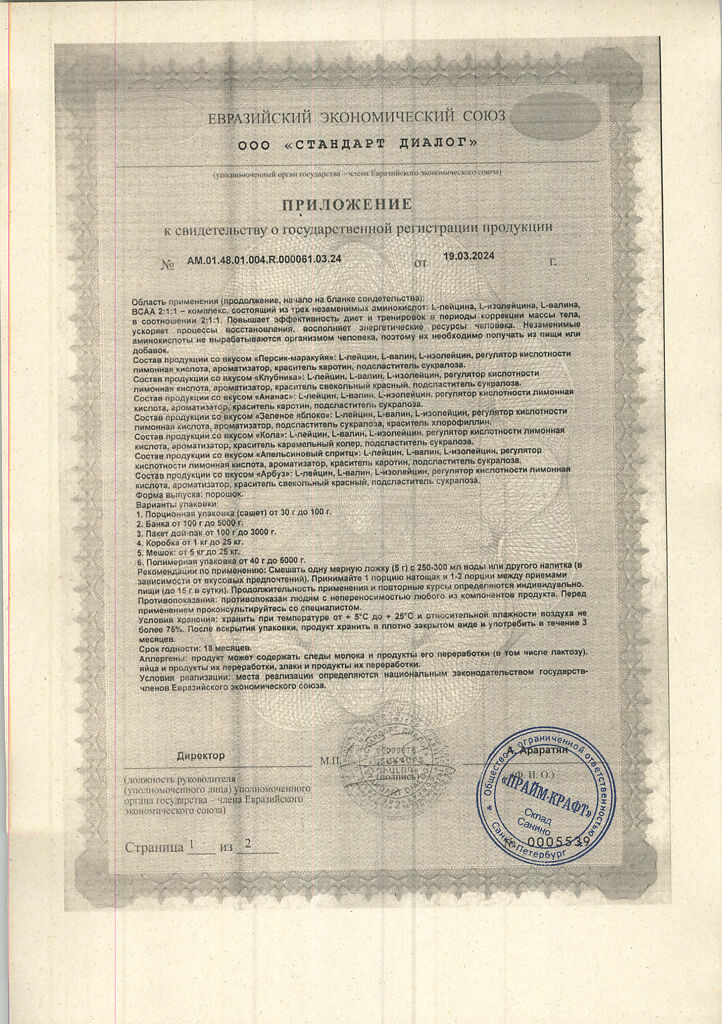 ЕВРАЗИЙСКИЙ ЭКОНОМИЧЕСКИЙ СОЮЗ
ООО «СТАНДАРТ ДИАЛОГ»
(уполномоченный орган государства – члена Евразийского экономического союза)
ПРИЛОЖЕНИЕ
к свидетельству о государственной регистрации продукции
№ AM.01.48.01.004.R.000061.03.24 от 19.03.2024 г.
Область применения (продолжение, начало на бланке свидетельства):
BCAA 2:1:1 – комплекс, состоящий из трех незаменимых аминокислот: L-лейцина, L-изолейцина, L-валина,
в соотношении 2:1:1. Повышает эффективность диет и тренировок в периоды коррекции массы тела,
ускоряет процессы восстановления, восполняет энергетические ресурсы человека. Незаменимые
аминокислоты не вырабатываются организмом человека, поэтому их необходимо получать из пищи или
добавок.
Состав продукции со вкусом «Персик-маракуйя»: L-лейцин, L-валин, L-изолейцин, регулятор кислотности
лимонная кислота, ароматизатор, краситель каротин, подсластитель сукралоза.
Состав продукции со вкусом «Клубника»: L-лейцин, L-валин, L-изолейцин, регулятор кислотности
лимонная кислота, ароматизатор, краситель свекольный красный, подсластитель сукралоза.
Состав продукции со вкусом «Ананас»: L-лейцин, L-валин, L-изолейцин, регулятор кислотности лимонная
кислота, ароматизатор, краситель каротин, подсластитель сукралоза.
Состав продукции со вкусом «Зеленое яблоко»: L-лейцин, L-валин, L-изолейцин, регулятор кислотности
лимонная кислота, ароматизатор, подсластитель сукралоза, краситель хлорофиллин.
Состав продукции со вкусом «Кола»: L-лейцин, L-валин, L-изолейцин, регулятор кислотности лимонная
кислота, ароматизатор, краситель карамельный колер, подсластитель сукралоза.
Состав продукции со вкусом «Апельсиновый спритц»: L-лейцин, L-валин, L-изолейцин, регулятор
кислотности лимонная кислота, ароматизатор, краситель каротин, подсластитель сукралоза.
Состав продукции со вкусом «Арбуз»: L-лейцин, L-валин, L-изолейцин, регулятор кислотности лимонная
кислота, ароматизатор, краситель свекольный красный, подсластитель сукралоза.
Форма выпуска: порошок.
Варианты упаковки:
1. Порционная упаковка (сашет) от 30 г до 100 г.
2. Банка от 100 г до 5000 г.
3. Пакет дой-пак от 100 г до 3000 г.
4. Коробка от 1 кг до 25 кг.
5. Мешок: от 5 кг до 25 кг.
6. Полимерная упаковка от 40 г до 5000 г.
Рекомендации по применению: Смешать одну мерную ложку (5 г) с 250-300 мл воды или другого напитка (в
зависимости от вкусовых предпочтений). Принимайте 1 порцию натощак и 1-2 порции между приемами
пищи (до 15 г в сутки). Продолжительность применения и повторные курсы определяются индивидуально.
Противопоказания: противопоказан людям с непереносимостью любого из компонентов продукта. Перед
применением проконсультируйтесь со специалистом.
Условия хранения: хранить при температуре от + 5°С до + 25°С и относительной влажности воздуха не
более 75%. После вскрытия упаковки, продукт хранить в плотно закрытом виде и употребить в течение 3
месяцев.
Срок годности: 18 месяцев.
Аллергены: продукт может содержать следы молока и продукты его переработки (в том числе лактозу),
яйца и продукты их переработки, злаки и продукты их переработки.
Условия реализации: места реализации определяются национальным законодательством государств-
членов Евразийского экономического союза.
Директор
М.П.
(подпись)
А. Араратян
(Ф. И. О.)
(должность руководителя
(уполномоченного лица) уполномоченного
органа государства – члена Евразийского
экономического союза)
Общество с ограниченной ответственностью
«ПРАЙМ-КРАФТ»
Склад
Санино
Санкт-Петербург
0005539
Страница 1 из 2